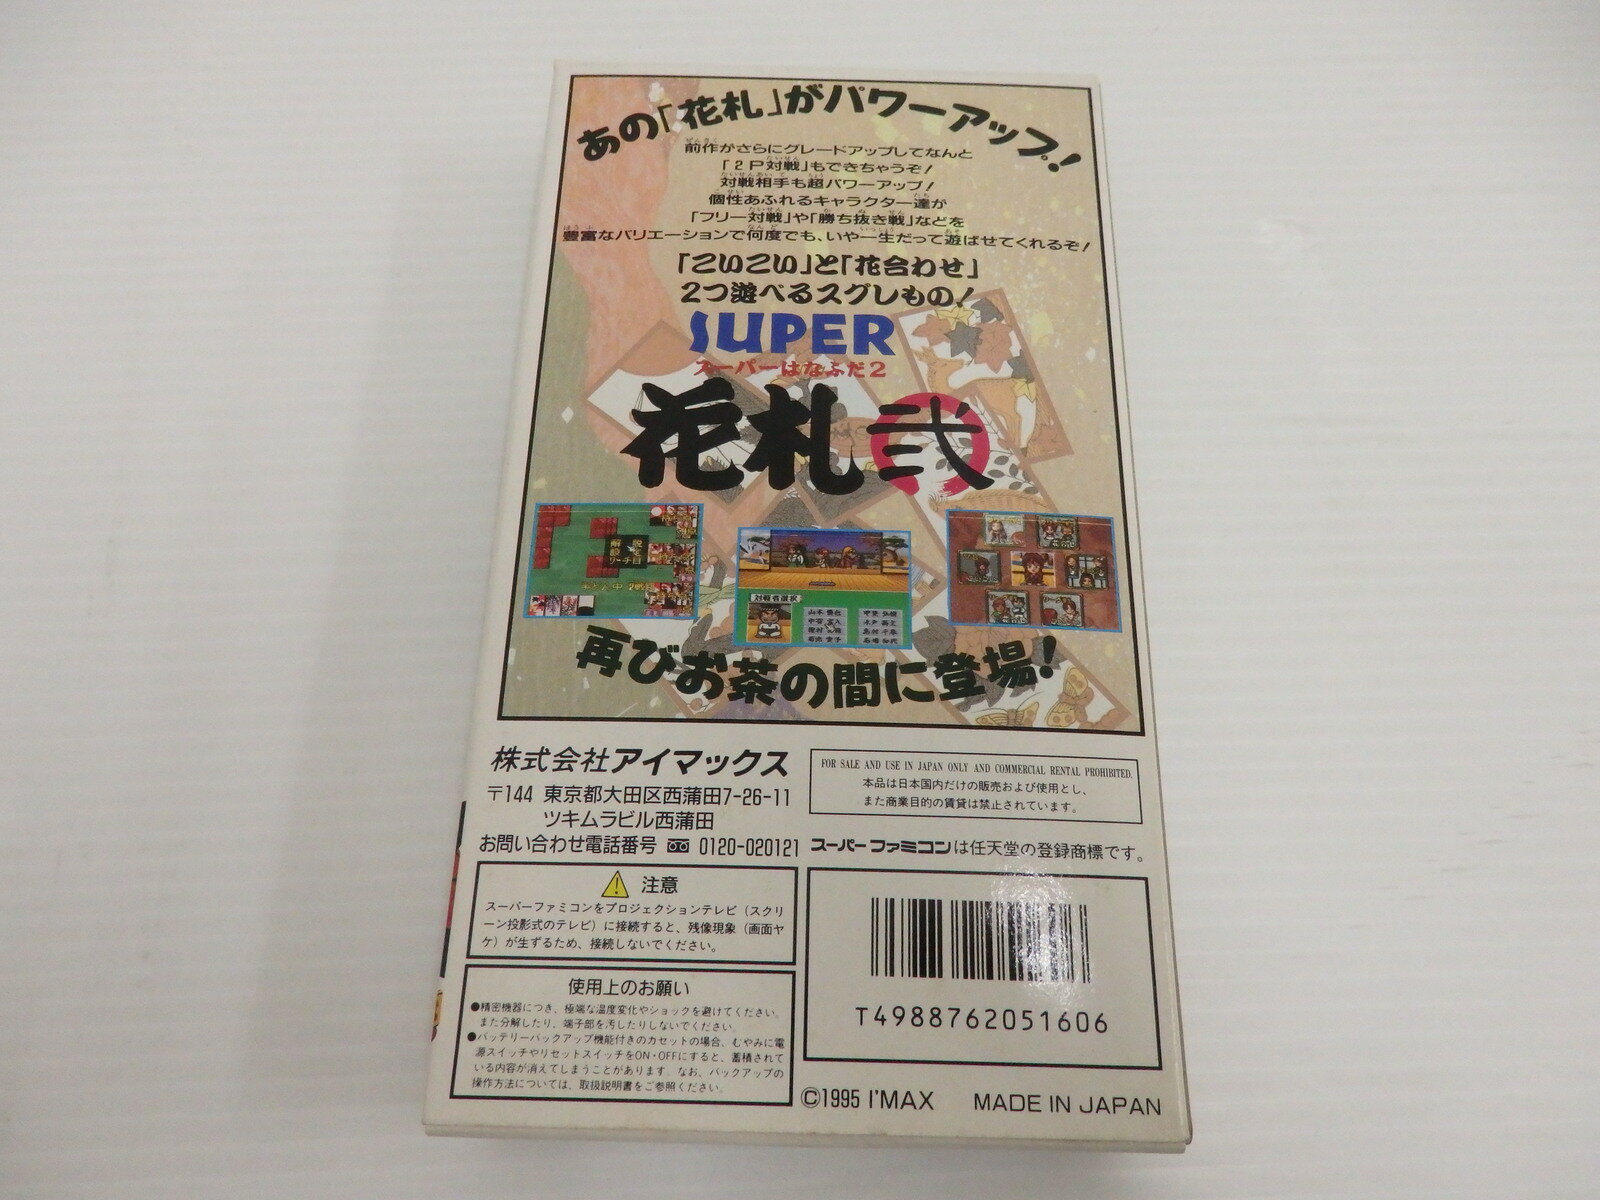 あの「花札」がパワーアップ!
前作がさらにグレードアップしてなんと
「2P対戦」もできちゃうぞ!
対戦相手も超パワーアップ!
個性あふれるキャラクター達が
「フリー対戦」や「勝ち抜き戦」などを
豊富なバリエーションで何度でも、いや一生だって遊ばせてくれるぞ!
「こいこい」と「花合わせ」
2つ遊べるスグレもの!
SUPER
スーパーはなふだ2
花札 弐
対戦者選択
再びお茶の間に登場!
株式会社アイマックス
〒144 東京都大田区西蒲田7-26-11
ツキムラビル西蒲田
お問い合わせ電話番号 0120-020121
FOR SALE AND USE IN JAPAN ONLY AND COMMERCIAL RENTAL PROHIBITED.
本品は日本国内だけの販売および使用とし、
また商業目的の賃貸は禁止されています。
スーパーファミコンは任天堂の登録商標です。
注意
スーパーファミコンをプロジェクションテレビ(スクリ
ーン投影式のテレビ)に接続すると、残像現象(画面ヤ
ケ)が生ずるため、接続しないでください。
使用上のお願い
●精密機器につき、極端な温度変化やショックを避けてください。
また分解したり、端子部を汚したりしないでください。
●バッテリーバックアップ機能付きのカセットの場合、むやみに電
源スイッチやリセットスイッチをON・OFFにすると、蓄積されて
いる内容が消えてしまうことがあります。なお、バックアップの
操作方法については、取扱説明書をご参照ください。
T4988762051606
©1995 I'MAX MADE IN JAPAN